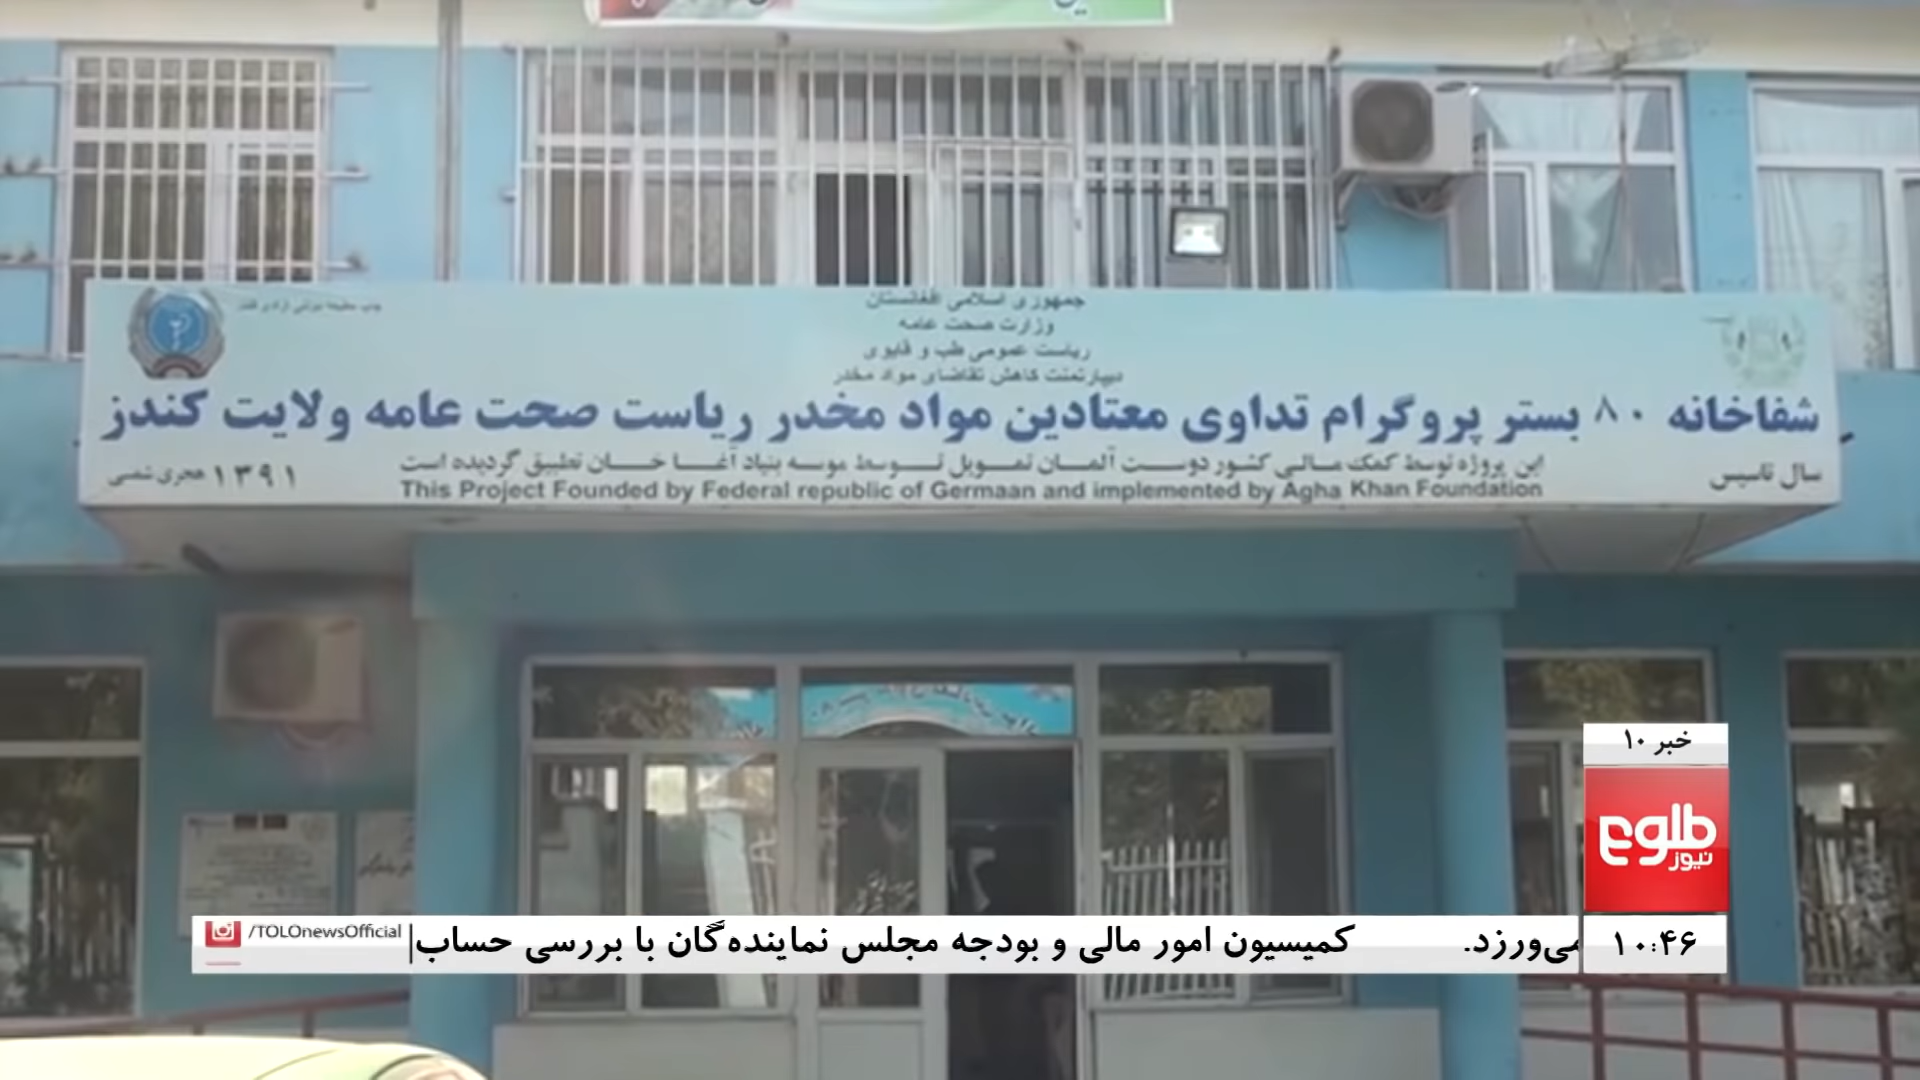 جمهوری اسلامی افغانستان
وزارت صحت عامه
ریاست عمومی طب و قایوی
دیپارتمنت کاهش تقاضای مواد مخدر
شفاخانه ۸۰ بستر پروگرام تداوی معتادین مواد مخدر ریاست صحت عامه ولایت کندز
این پروژه توسط کمک مالی کشور دوست آلمان تمویل توسط موسه بنیاد آغا خان تطبیق گردیده است
سال تاسیس
۱۳۹۱ هجری شمسی
This Project Founded by Federal republic of Germaan and implemented by Agha Khan Foundation
خبر ۱۰
طلوع
نیوز
۱۰:۴۶
می‌ورزد. کمیسیون امور مالی و بودجه مجلس نماینده‌گان با بررسی حساب
/TOLOnewsOfficial